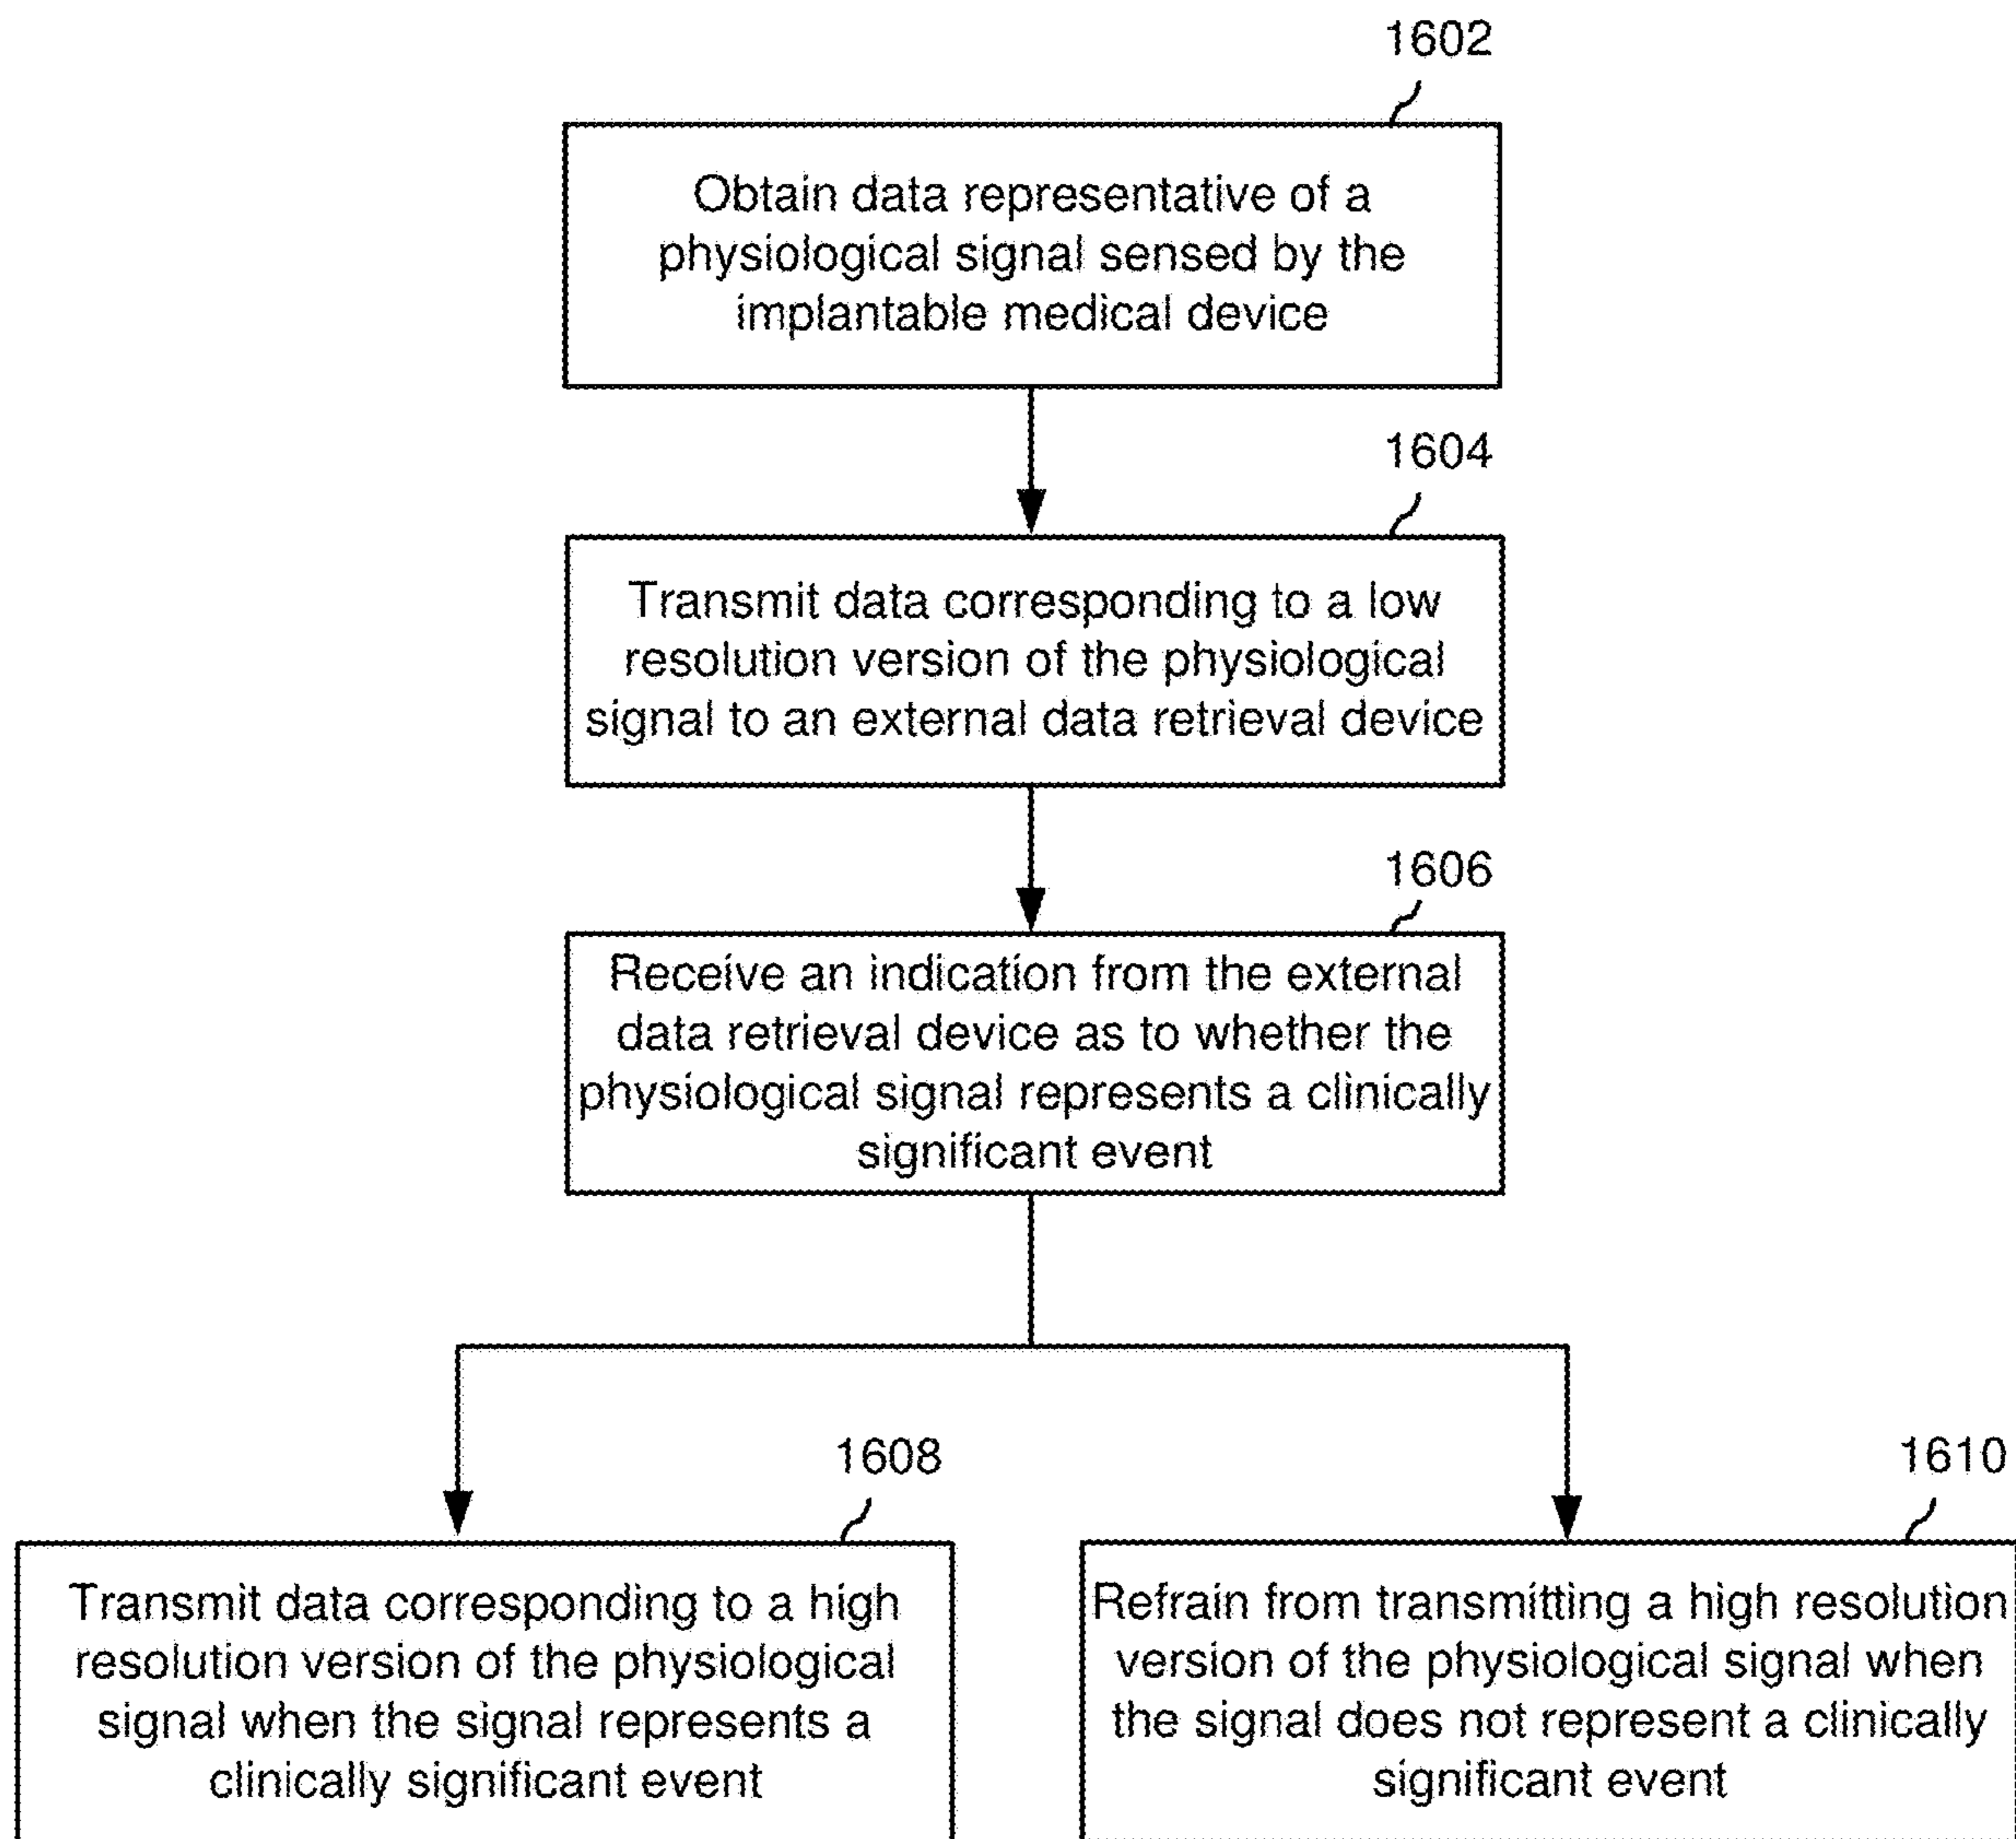 1602
Obtain data representative of a
physiological signal sensed by the
implantable medical device
1604
Transmit data corresponding to a low
resolution version of the physiological
signal to an external data retrieval device
1606
Receive an indication from the external
data retrieval device as to whether the
physiological signal represents a clinically
significant event
1608
Transmit data corresponding to a high
resolution version of the physiological
signal when the signal represents a
clinically significant event
1610
Refrain from transmitting a high resolution
version of the physiological signal when
the signal does not represent a clinically
significant event